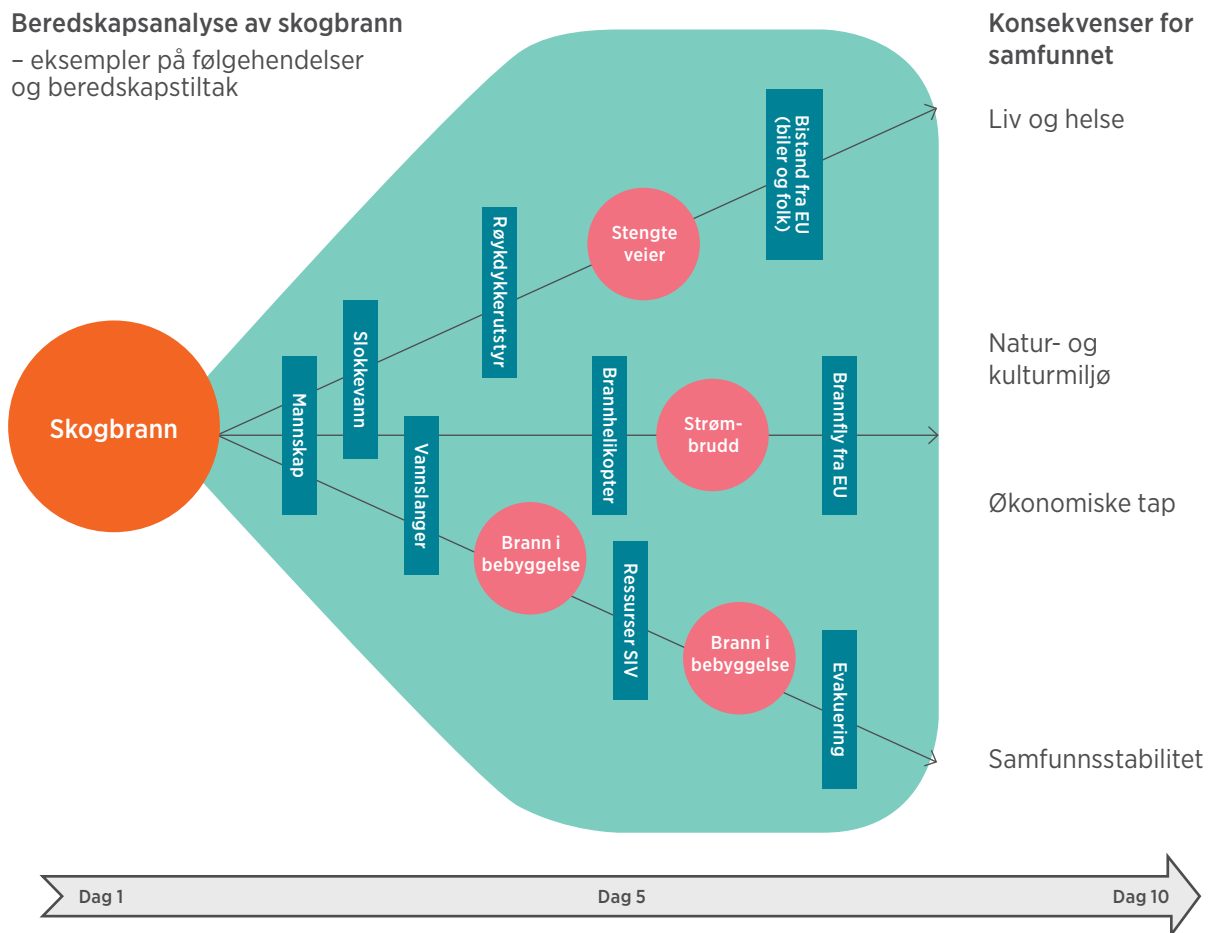 Beredskapsanalyse av skogbrann
– eksempler på følgehendelser
og beredskapstiltak
Konsekvenser for
samfunnet
Liv og helse
Natur- og
kulturmiljø
Økonomiske tap
Samfunnsstabilitet
Skogbrann
Mannskap
Slokkevann
Vannslanger
Røykdykkerutstyr
Brann i
bebyggelse
Brannhelikopter
Ressurser SIV
Stengte
veier
Strøm-
brudd
Brann i
bebyggelse
Bistand fra EU
(biler og folk)
Brannfly fra EU
Evakuering
Dag 1
Dag 5
Dag 10